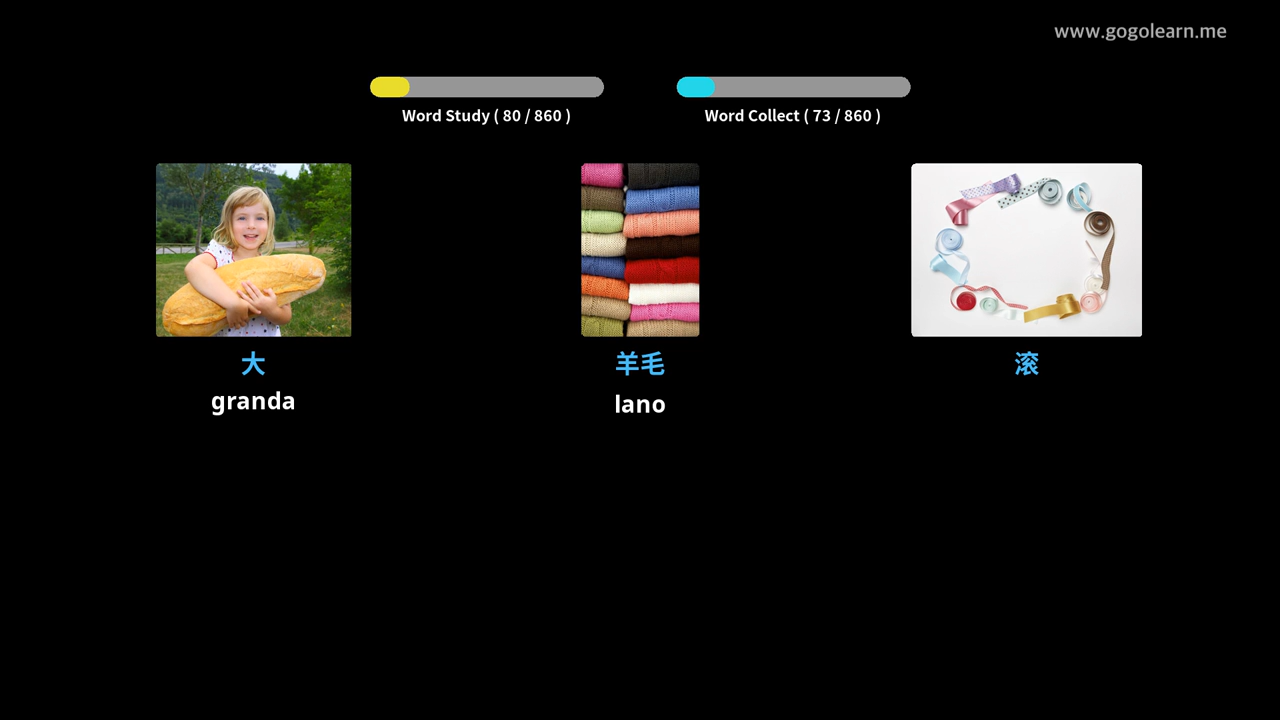 www.gogolearn.me
Word Study ( 80 / 860 )
Word Collect ( 73 / 860 )
大
羊毛
滚
granda
lano